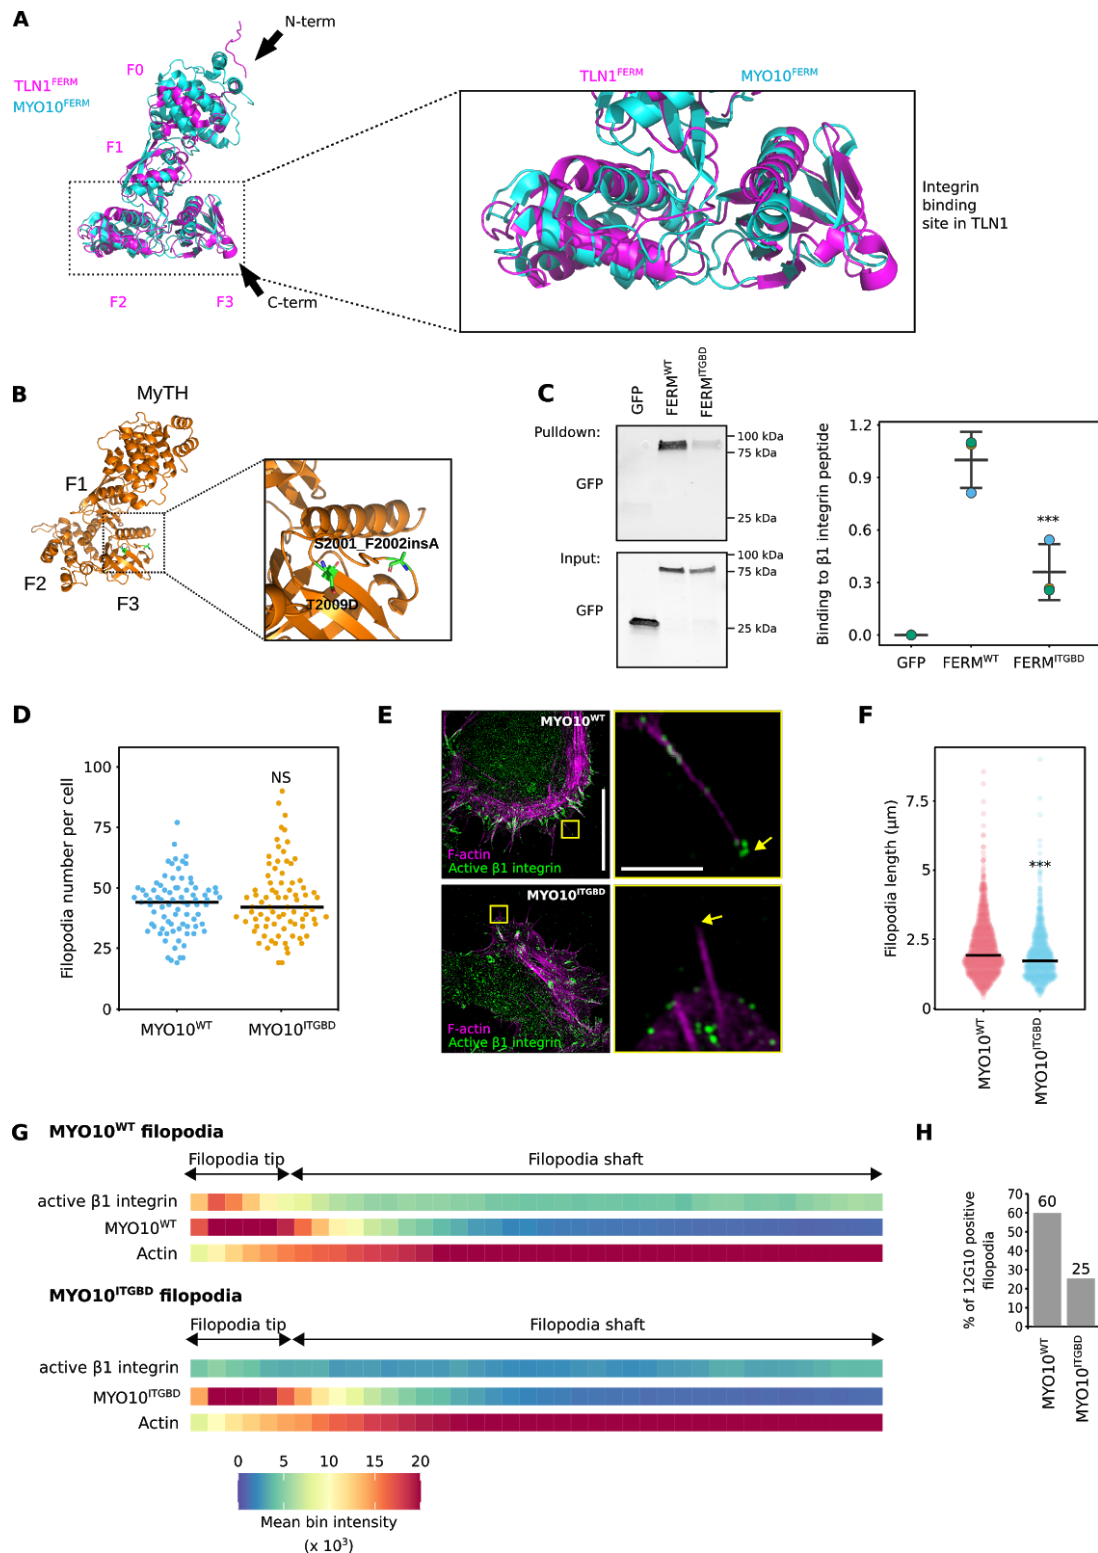 A
N-term
TLN1FERM
MYO10FERM
F0
F1
F2
F3
C-term
TLN1FERM
MYO10FERM
Integrin
binding
site in TLN1
B
MyTH
F1
F2
F3
S2001_F2002insA
T2009D
C
GFP
FERMWT
FERMITGBD
Pulldown:
GFP
100 kDa
75 kDa
25 kDa
Input:
GFP
100 kDa
75 kDa
25 kDa
Binding to β1 integrin peptide
1.2
0.9
0.6
0.3
0.0
***
GFP
FERMWT
FERMITGBD
D
Filopodia number per cell
100
75
50
25
0
NS
MYO10WT
MYO10ITGBD
E
MYO10WT
F-actin
Active β1 integrin
MYO10ITGBD
F-actin
Active β1 integrin
F
Filopodia length (µm)
7.5
5
2.5
0
***
MYO10WT
MYO10ITGBD
G
MYO10WT filopodia
Filopodia tip
Filopodia shaft
active β1 integrin
MYO10WT
Actin
MYO10ITGBD filopodia
Filopodia tip
Filopodia shaft
active β1 integrin
MYO10ITGBD
Actin
0 5 10 15 20
Mean bin intensity
(x 10³)
H
% of 12G10 positive
filopodia
70
60
50
40
30
20
10
0
60
25
MYO10WT
MYO10ITGBD